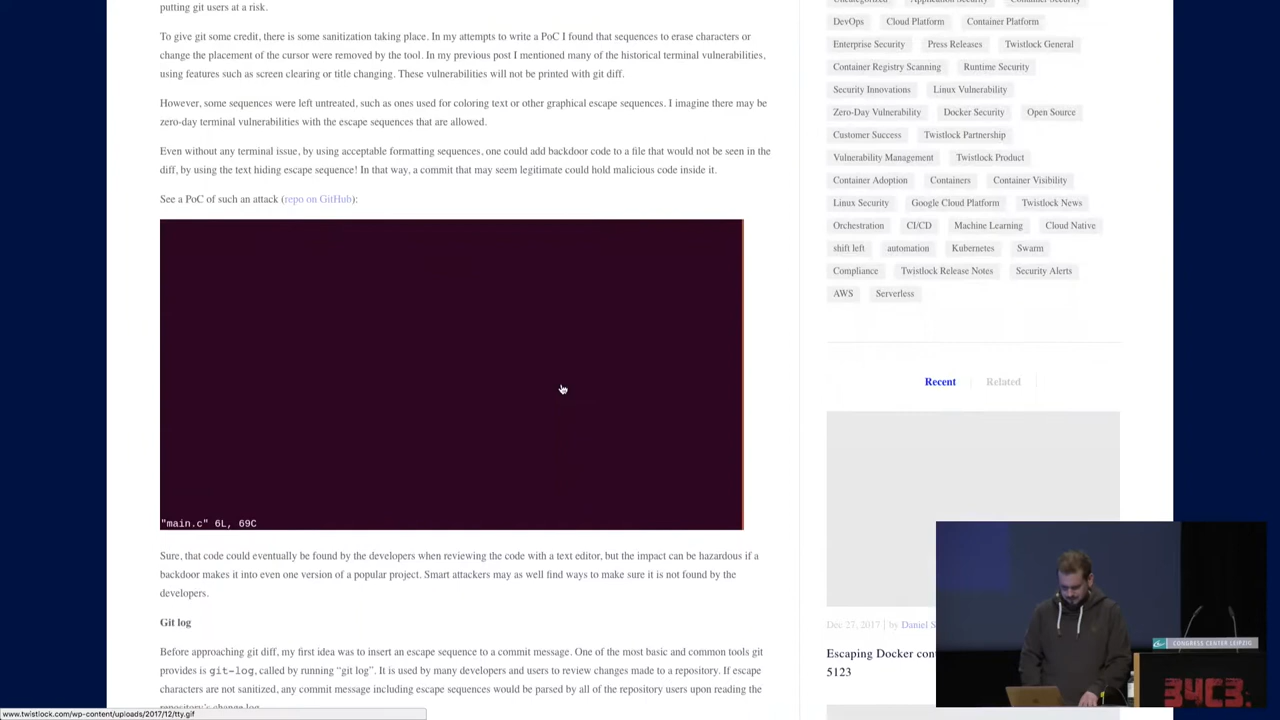 putting git users at a risk.
To give git some credit, there is some sanitization taking place. In my attempts to write a PoC I found that sequences to erase characters or
change the placement of the cursor were removed by the tool. In my previous post I mentioned many of the historical terminal vulnerabilities,
using features such as screen clearing or title changing. These vulnerabilities will not be printed with git diff.
However, some sequences were left untreated, such as ones used for coloring text or other graphical escape sequences. I imagine there may be
zero-day terminal vulnerabilities with the escape sequences that are allowed.
Even without any terminal issue, by using acceptable formatting sequences, one could add backdoor code to a file that would not be seen in the
diff, by using the text hiding escape sequence! In that way, a commit that may seem legitimate could hold malicious code inside it.
See a PoC of such an attack (repo on GitHub):
"main.c" 6L, 69C
Sure, that code could eventually be found by the developers when reviewing the code with a text editor, but the impact can be hazardous if a
backdoor makes it into even one version of a popular project. Smart attackers may as well find ways to make sure it is not found by the
developers.
Git log
Before approaching git diff, my first idea was to insert an escape sequence to a commit message. One of the most basic and common tools git
provides is git-log, called by running “git log”. It is used by many developers and users to review changes made to a repository. If escape
characters are not sanitized, any commit message including escape sequences would be parsed by all of the repository users upon reading the
repository's change log.
www.twistlock.com/wp-content/uploads/2017/12/tty.gif
Uncategorized Application Security Container Security
DevOps Cloud Platform Container Platform
Enterprise Security Press Releases Twistlock General
Container Registry Scanning Runtime Security
Security Innovations Linux Vulnerability
Zero-Day Vulnerability Docker Security Open Source
Customer Success Twistlock Partnership
Vulnerability Management Twistlock Product
Container Adoption Containers Container Visibility
Linux Security Google Cloud Platform Twistlock News
Orchestration CI/CD Machine Learning Cloud Native
shift left automation Kubernetes Swarm
Compliance Twistlock Release Notes Security Alerts
AWS Serverless
Recent Related
Dec 27, 2017 | by Daniel S
Escaping Docker con
5123
CONGRESS CENTER LEIPZIG
34C3